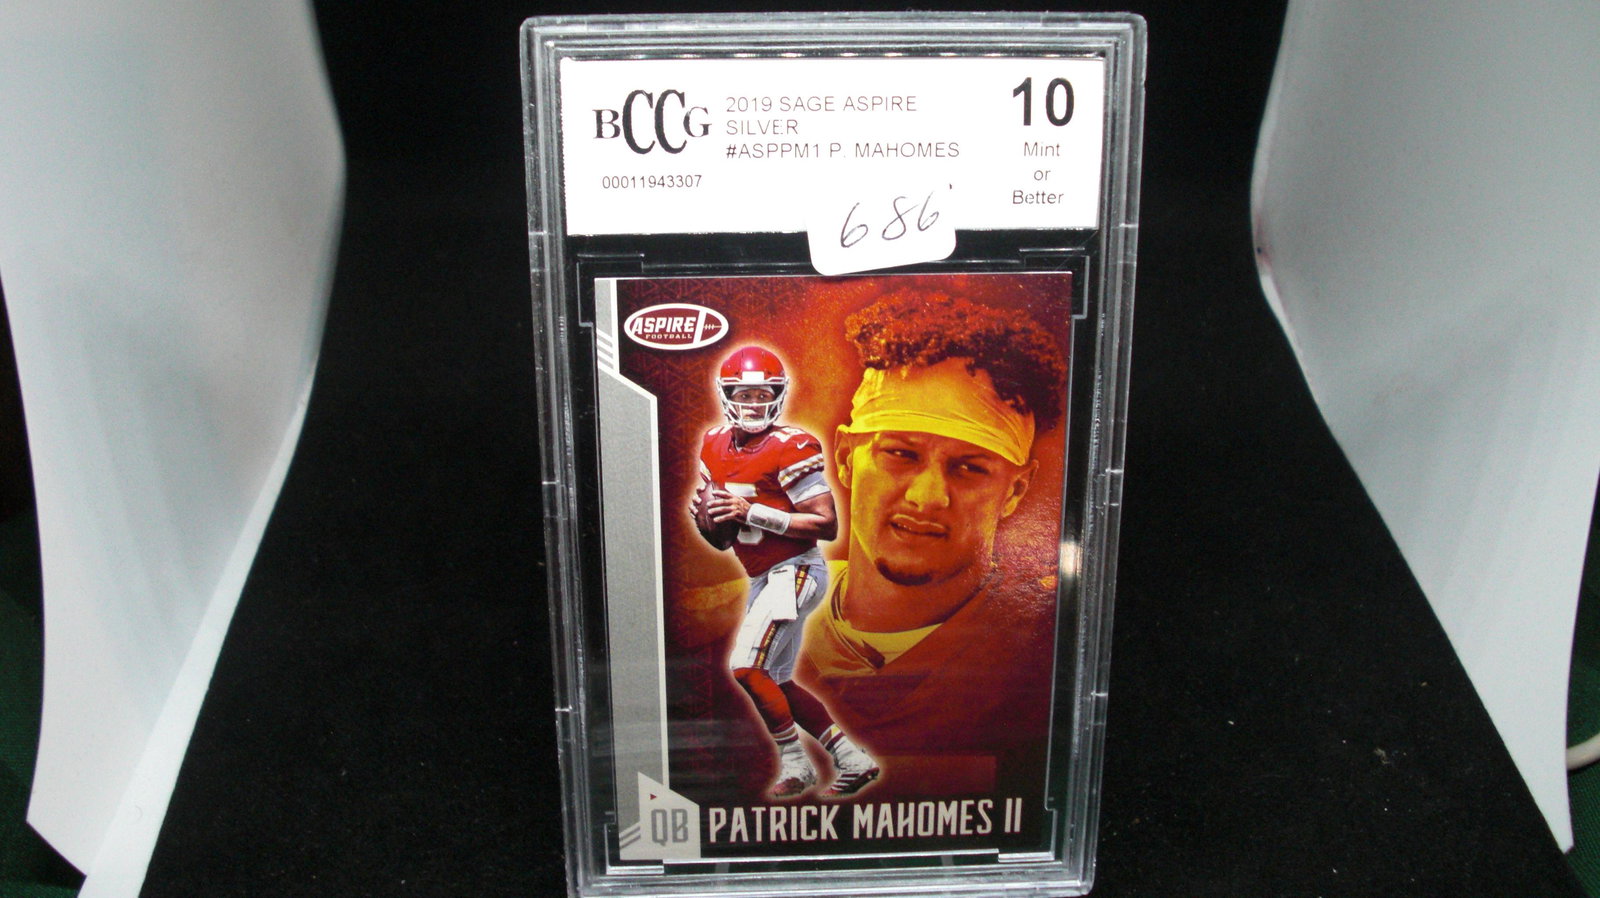 BCCG
2019 SAGE ASPIRE
SILVER
#ASPPM1 P. MAHOMES
00011943307
10
Mint
or
Better
686
ASPIRE
FOOTBALL
QB PATRICK MAHOMES II